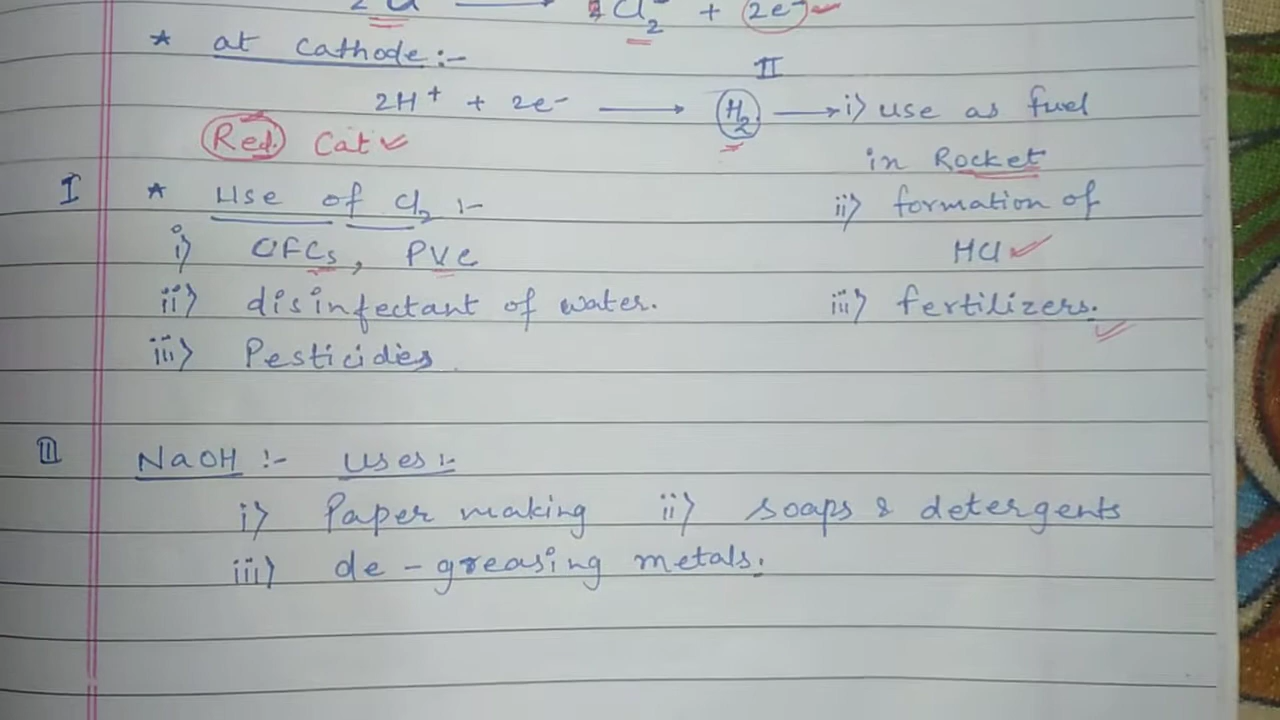 2Cl⁻ ⟶ Cl₂ + 2e⁻
* at cathode :-
II
2H⁺ + 2e⁻ ⟶ H₂ ⟶ i) use as fuel
in Rocket
Red. Cat
I * Use of Cl₂ :-
ii) formation of
HCl
i) CFCs, PVC
ii) disinfectant of water.
iii) fertilizers.
iii) Pesticides
III NaOH :- uses :-
i) Paper making ii) soaps & detergents
iii) de-greasing metals.